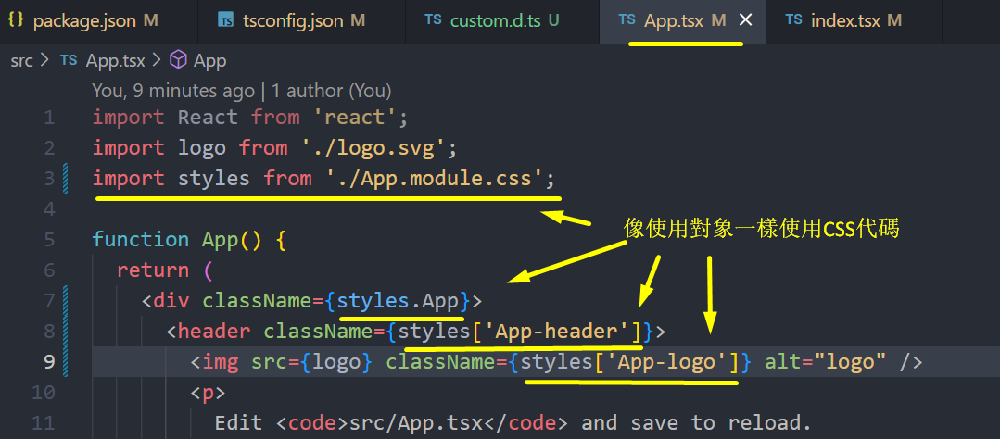 {} package.json M
TS tsconfig.json M
TS custom.d.ts U
TS App.tsx M ×
TS index.tsx M
src > TS App.tsx > App
You, 9 minutes ago | 1 author (You)
1 import React from 'react';
2 import logo from './logo.svg';
3 import styles from './App.module.css';
4
像使用對象一樣使用CSS代碼
5 function App() {
6 return (
7 <div className={styles.App}>
8 <header className={styles['App-header']}>
9 <img src={logo} className={styles['App-logo']} alt="logo" />
10 <p>
11 Edit <code>src/App.tsx</code> and save to reload.